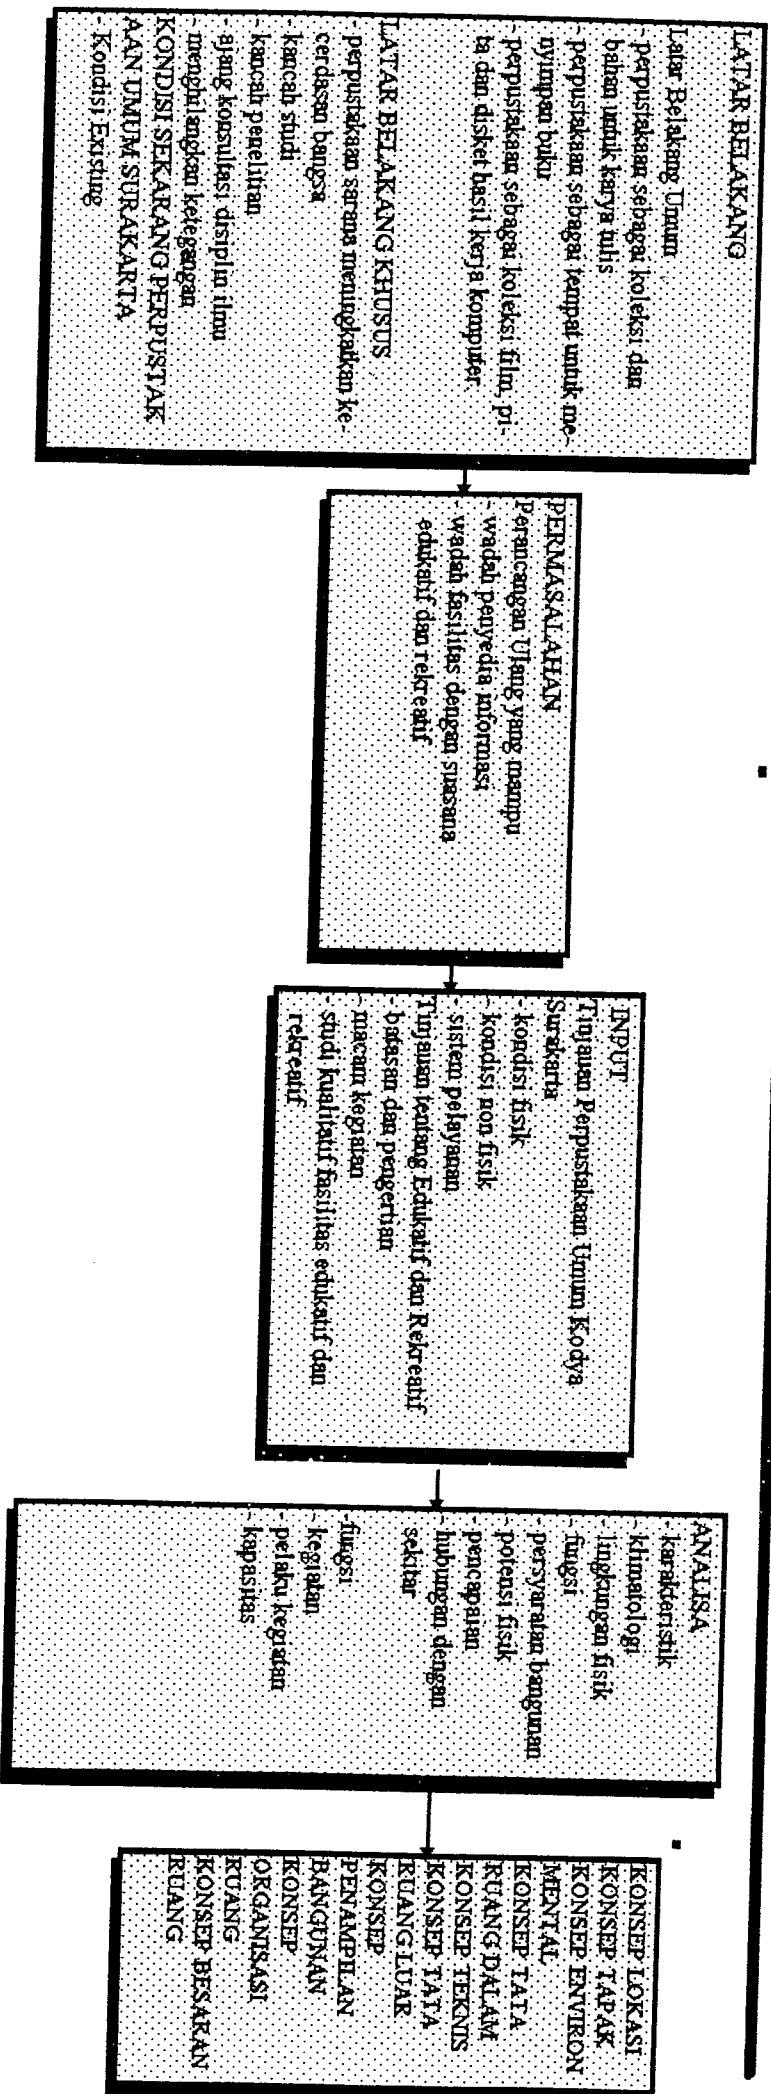 LATAR BELAKANG
Latar Belakang Umum
- perpustakaan sebagai koleksi dan
bahan untuk karya tulis
- perpustakaan sebagai tempat untuk me-
nyimpan buku
- perpustakaan sebagai koleksi film, pi-
ta dan disket hasil kerja komputer.
LATAR BELAKANG KHUSUS
- perpustakaan sarana meningkatkan ke-
cerdasan bangsa
- kancah studi
- kancah penelitian
- ajang konsultasi disiplin ilmu
- menghilangkan ketegangan
KONDISI SEKARANG PERPUSTAK
AAN UMUM SURAKARTA
- Kondisi Existing
PERMASALAHAN
Perancangan Ulang yang mampu
- wadah penyedia informasi
- wadah fasilitas dengan suasana
edukatif dan rekreatif
INPUT
Tinjauan Perpustakaan Umum Kodya
Surakarta
- kondisi fisik
- kondisi non fisik
- sistem pelayanan
Tinjauan tentang Edukatif dan Rekreatif
- batasan dan pengertian
- macam kegiatan
- studi kualitatif fasilitas edukatif dan
rekreatif
ANALISA
- karakteristik
- klimatologi
- lingkungan fisik
- fungsi
- persyaratan bangunan
- potensi fisik
- pencapaian
- hubungan dengan
sekitar
- fungsi
- kegiatan
- pelaku kegiatan
- kapasitas
KONSEP LOKASI
KONSEP TAPAK
KONSEP ENVIRON
MENTAL
KONSEP TATA
RUANG DALAM
KONSEP TEKNIS
KONSEP TATA
RUANG LUAR
KONSEP
PENAMPILAN
BANGUNAN
KONSEP
ORGANISASI
RUANG
KONSEP BESARAN
RUANG